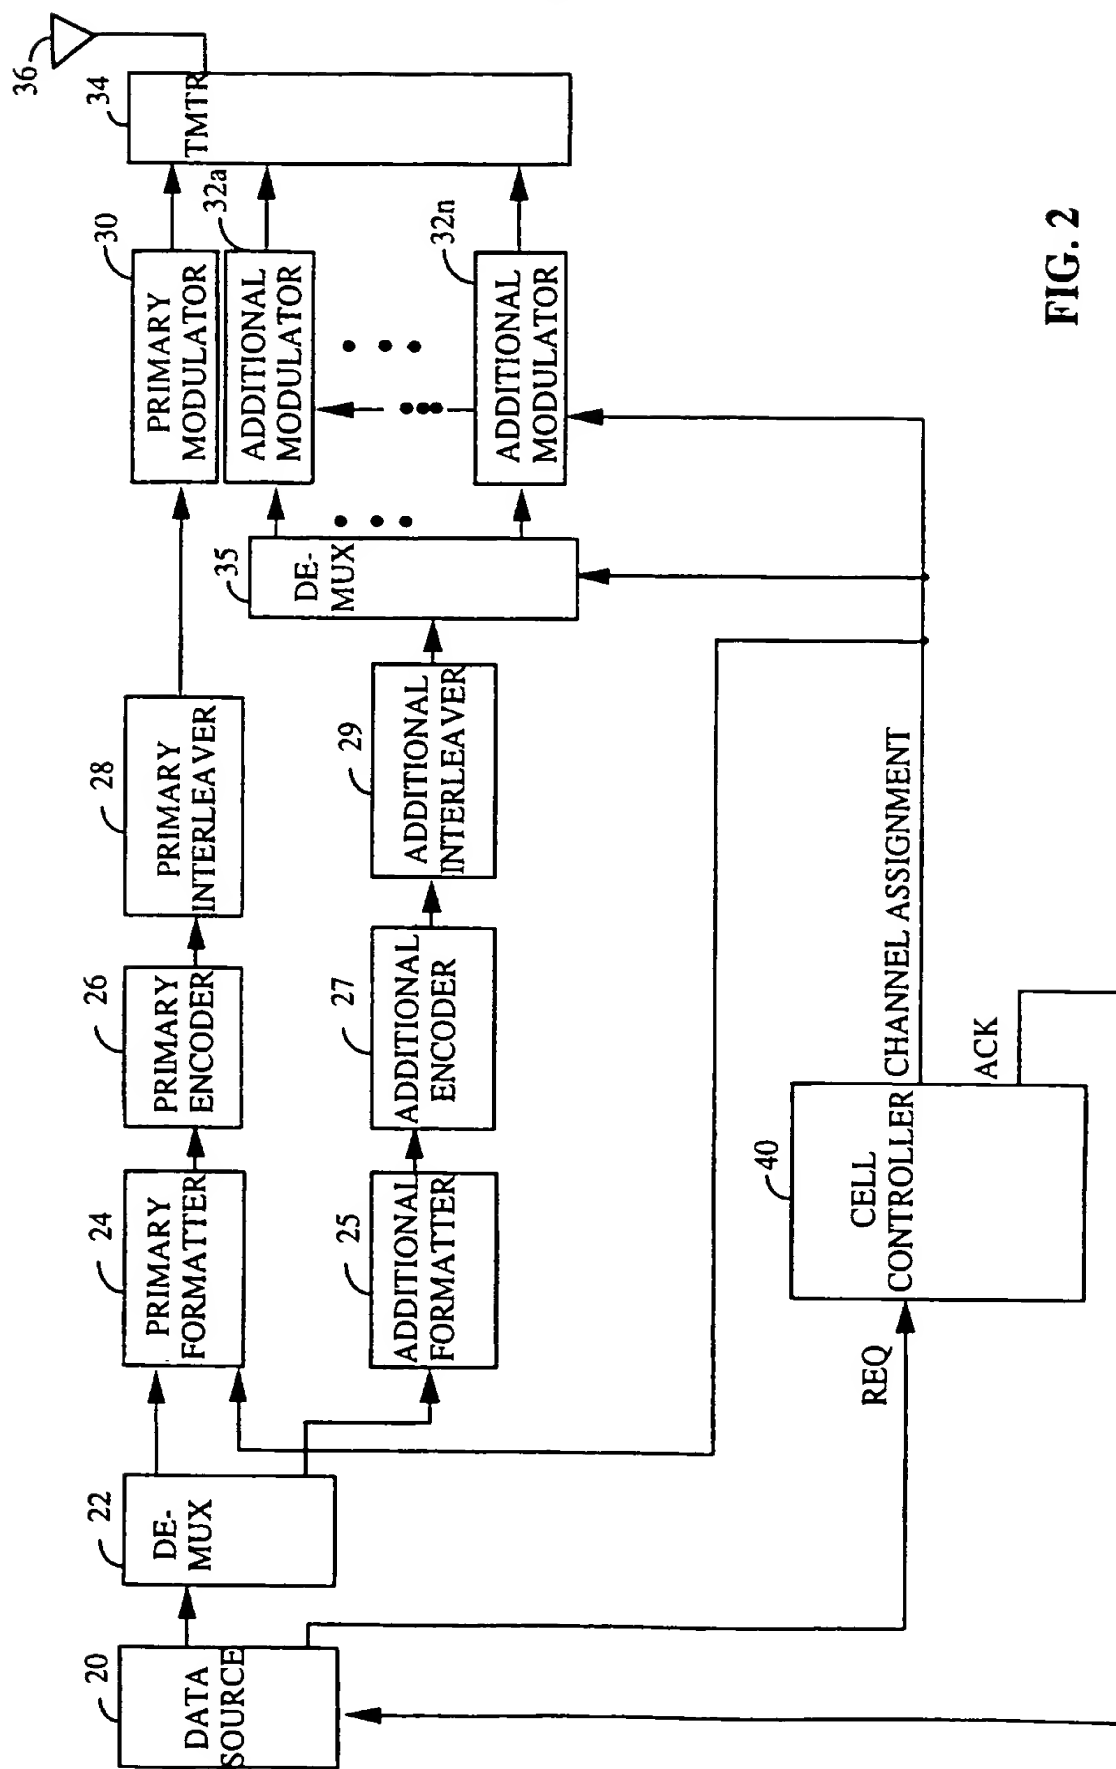 20
DATA
SOURCE
22
DE-
MUX
24
PRIMARY
FORMATTER
26
PRIMARY
ENCODER
28
PRIMARY
INTERLEAVER
30
PRIMARY
MODULATOR
34
TMTR
36
25
ADDITIONAL
FORMATTER
27
ADDITIONAL
ENCODER
29
ADDITIONAL
INTERLEAVER
35
DE-
MUX
32a
ADDITIONAL
MODULATOR
32n
ADDITIONAL
MODULATOR
REQ
40
CELL
CONTROLLER
CHANNEL ASSIGNMENT
ACK
FIG. 2